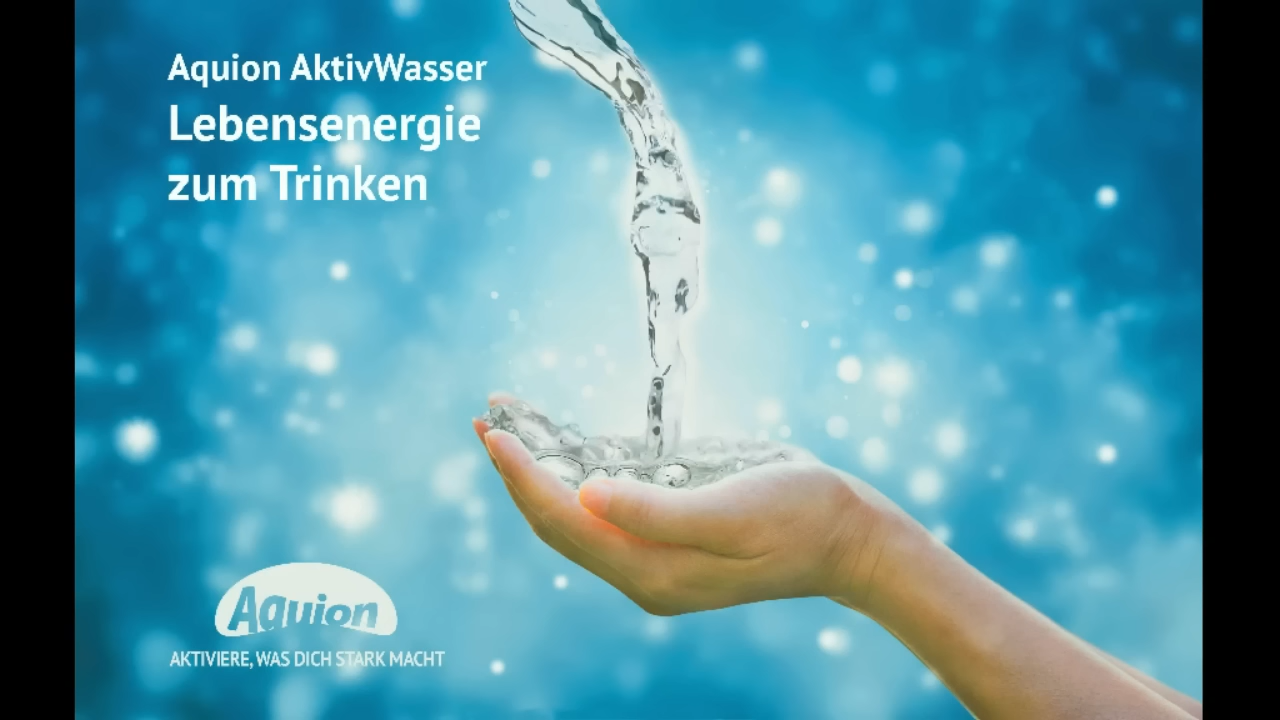 Aquion AktivWasser
Lebensenergie
zum Trinken
Aquion
AKTIVIERE, WAS DICH STARK MACHT